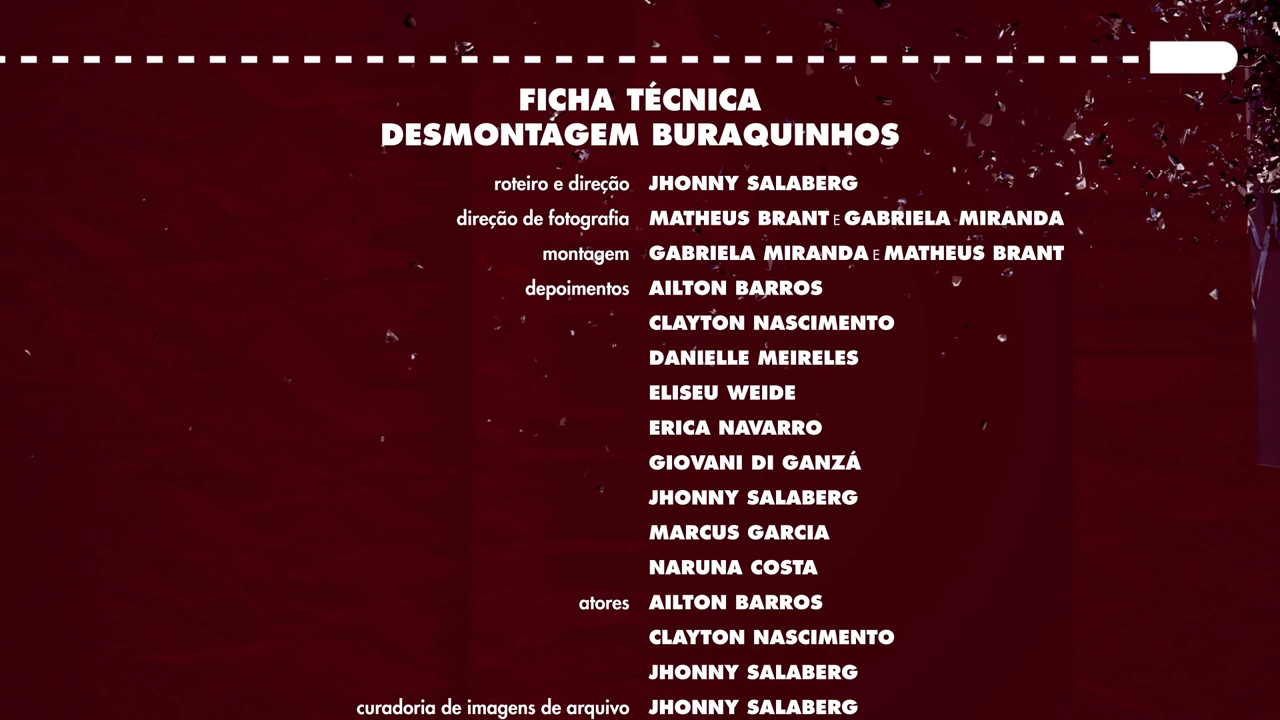 FICHA TÉCNICA
DESMONTAGEM BURAQUINHOS
roteiro e direção JHONNY SALABERG
direção de fotografia MATHEUS BRANT E GABRIELA MIRANDA
montagem GABRIELA MIRANDA E MATHEUS BRANT
depoimentos AILTON BARROS
CLAYTON NASCIMENTO
DANIELLE MEIRELES
ELISEU WEIDE
ERICA NAVARRO
GIOVANI DI GANZÁ
JHONNY SALABERG
MARCUS GARCIA
NARUNA COSTA
atores AILTON BARROS
CLAYTON NASCIMENTO
JHONNY SALABERG
curadoria de imagens de arquivo JHONNY SALABERG